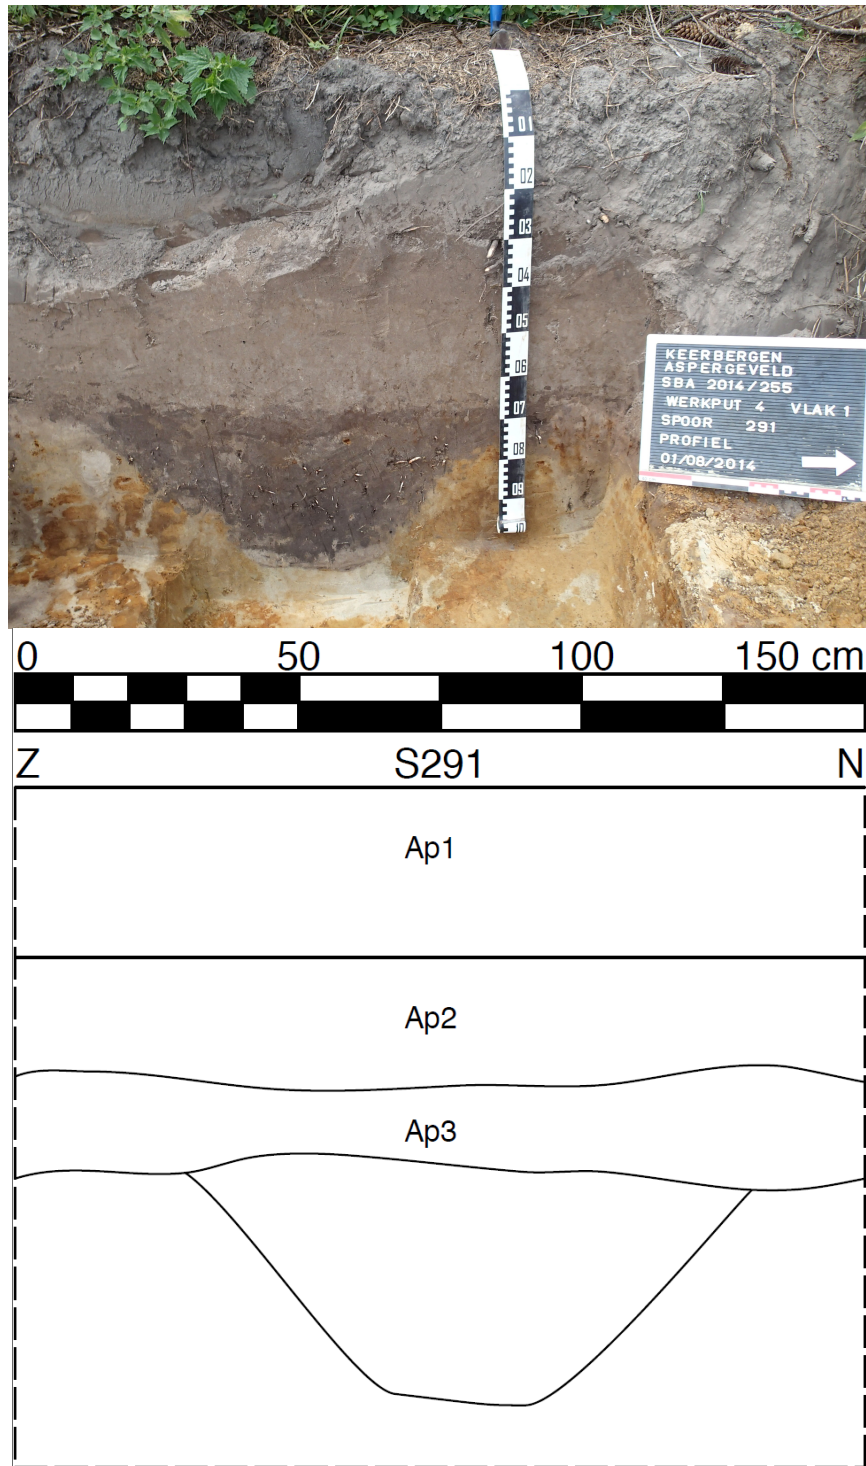 01
02
03
04
05
06
07
08
09
10
KEERBERGEN
ASPERGEVELD
SBA 2014/255
WERKPUT 4 VLAK 1
SPOOR 291
PROFIEL
01/08/2014
0 50 100 150 cm
Z S291 N
Ap1
Ap2
Ap3